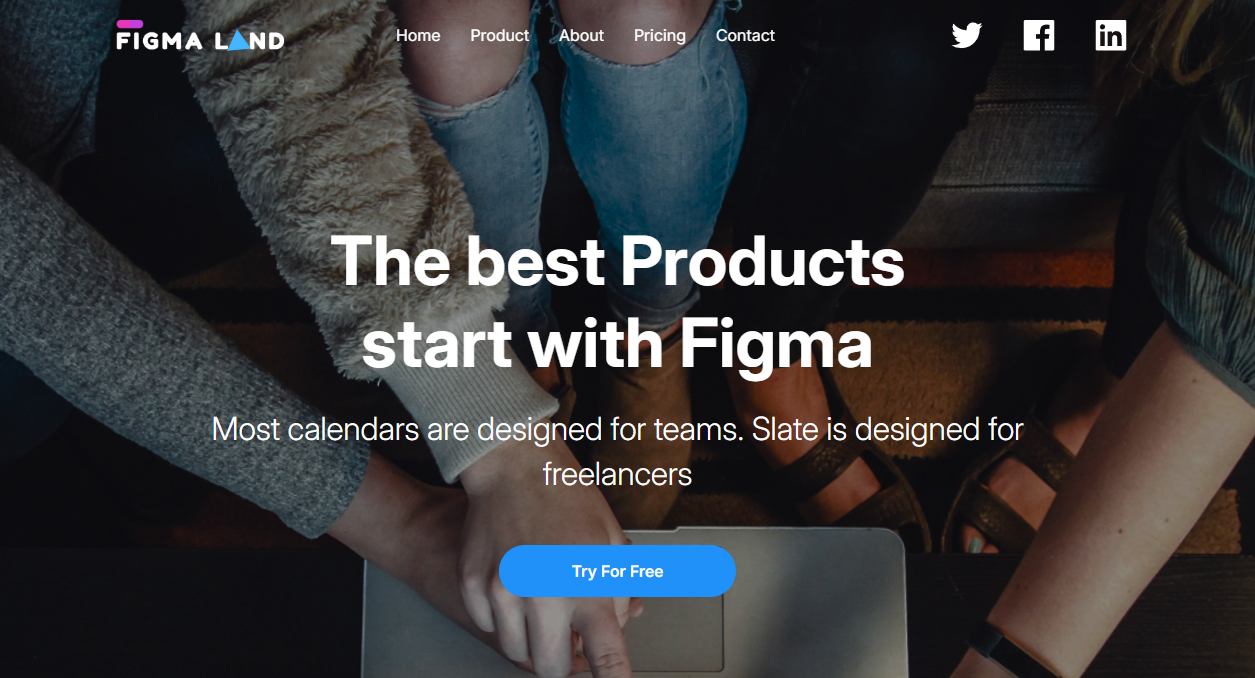 FIGMA LAND
Home Product About Pricing Contact
The best Products
start with Figma
Most calendars are designed for teams. Slate is designed for
freelancers
Try For Free